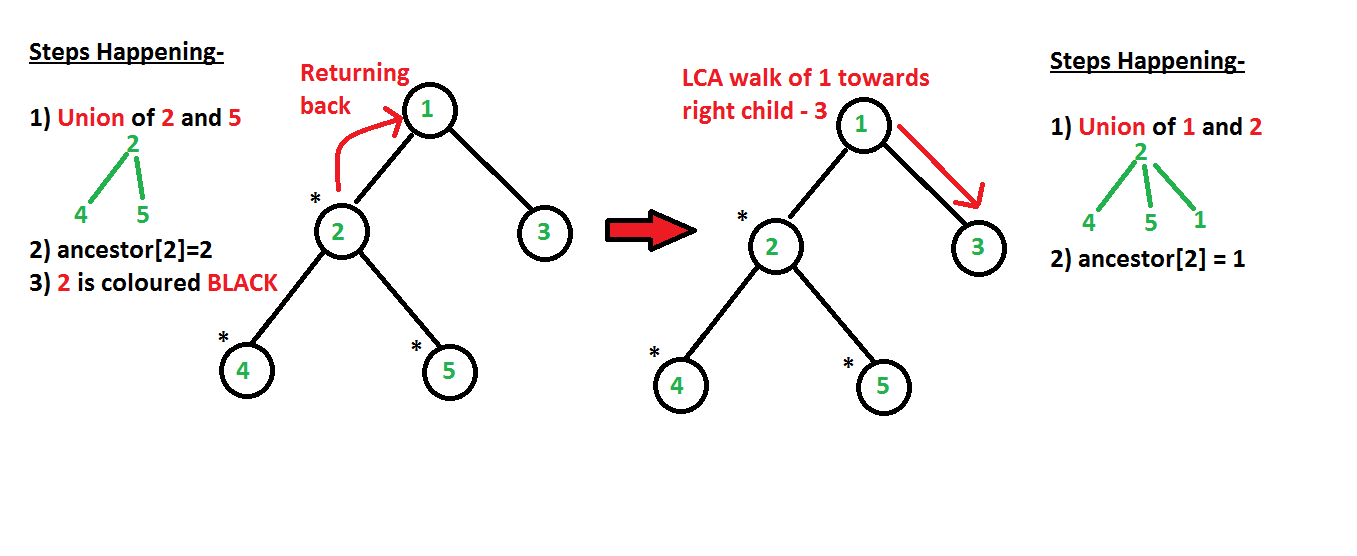 Steps Happening-
1) Union of 2 and 5
2
4 5
2) ancestor[2]=2
3) 2 is coloured BLACK
Returning
back
1
*
2
3
*
4
*
5
LCA walk of 1 towards
right child - 3
1
*
2
3
*
4
*
5
Steps Happening-
1) Union of 1 and 2
2
4 5 1
2) ancestor[2] = 1